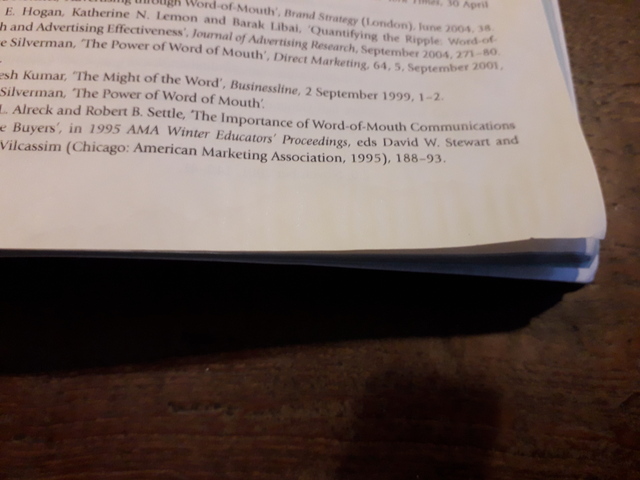 through Word-of-Mouth', Brand Strategy (London), June 2004, 38.
E. Hogan, Katherine N. Lemon and Barak Libai, 'Quantifying the Ripple: Word-of-
h and Advertising Effectiveness', Journal of Advertising Research, September 2004, 271–80.
e Silverman, 'The Power of Word of Mouth', Direct Marketing, 64, 5, September 2001,
esh Kumar, 'The Might of the Word', Businessline, 2 September 1999, 1–2.
Silverman, 'The Power of Word of Mouth'.
L. Alreck and Robert B. Settle, 'The Importance of Word-of-Mouth Communications
e Buyers', in 1995 AMA Winter Educators' Proceedings, eds David W. Stewart and
Vilcassim (Chicago: American Marketing Association, 1995), 188–93.